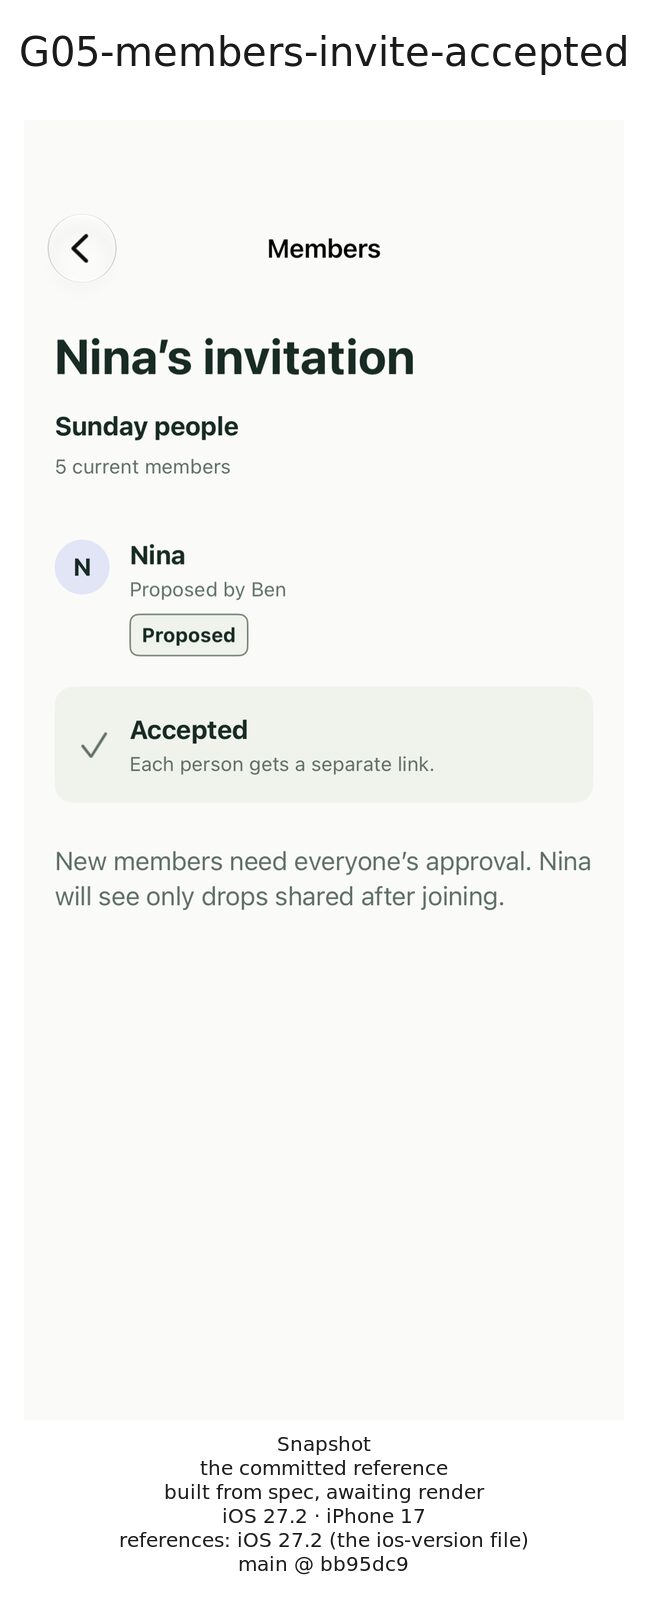 G05-members-invite-accepted
Members
Nina’s invitation
Sunday people
5 current members
N
Nina
Proposed by Ben
Proposed
Accepted
Each person gets a separate link.
New members need everyone’s approval. Nina
will see only drops shared after joining.
Snapshot
the committed reference
built from spec, awaiting render
iOS 27.2 · iPhone 17
references: iOS 27.2 (the ios-version file)
main @ bb95dc9